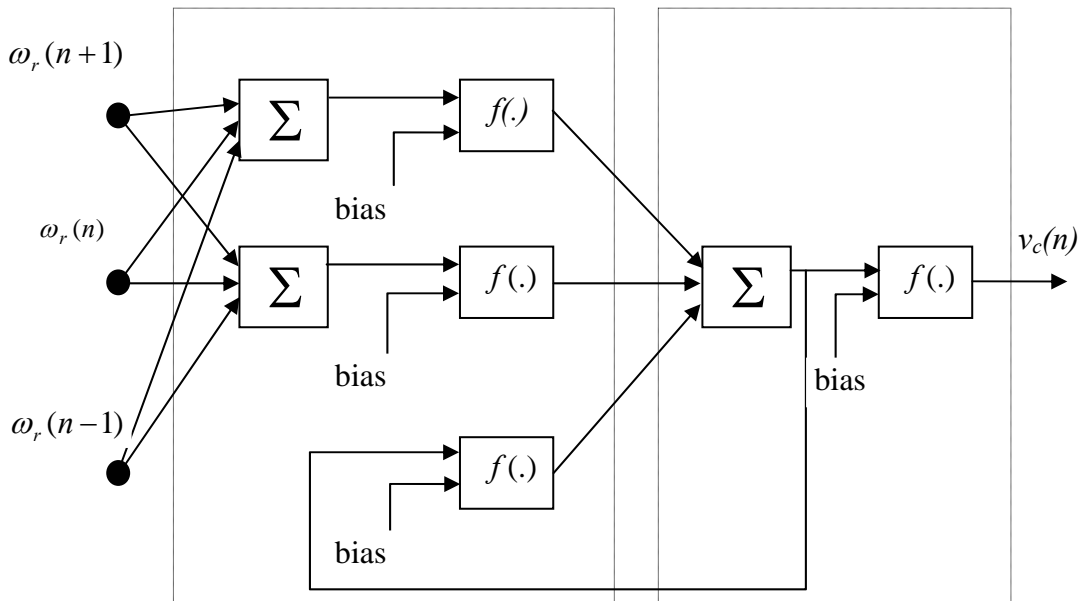 ω_r(n+1)
Σ
f(.)
bias
ω_r(n)
Σ
f(.)
bias
Σ
f(.)
v_c(n)
bias
ω_r(n−1)
f(.)
bias